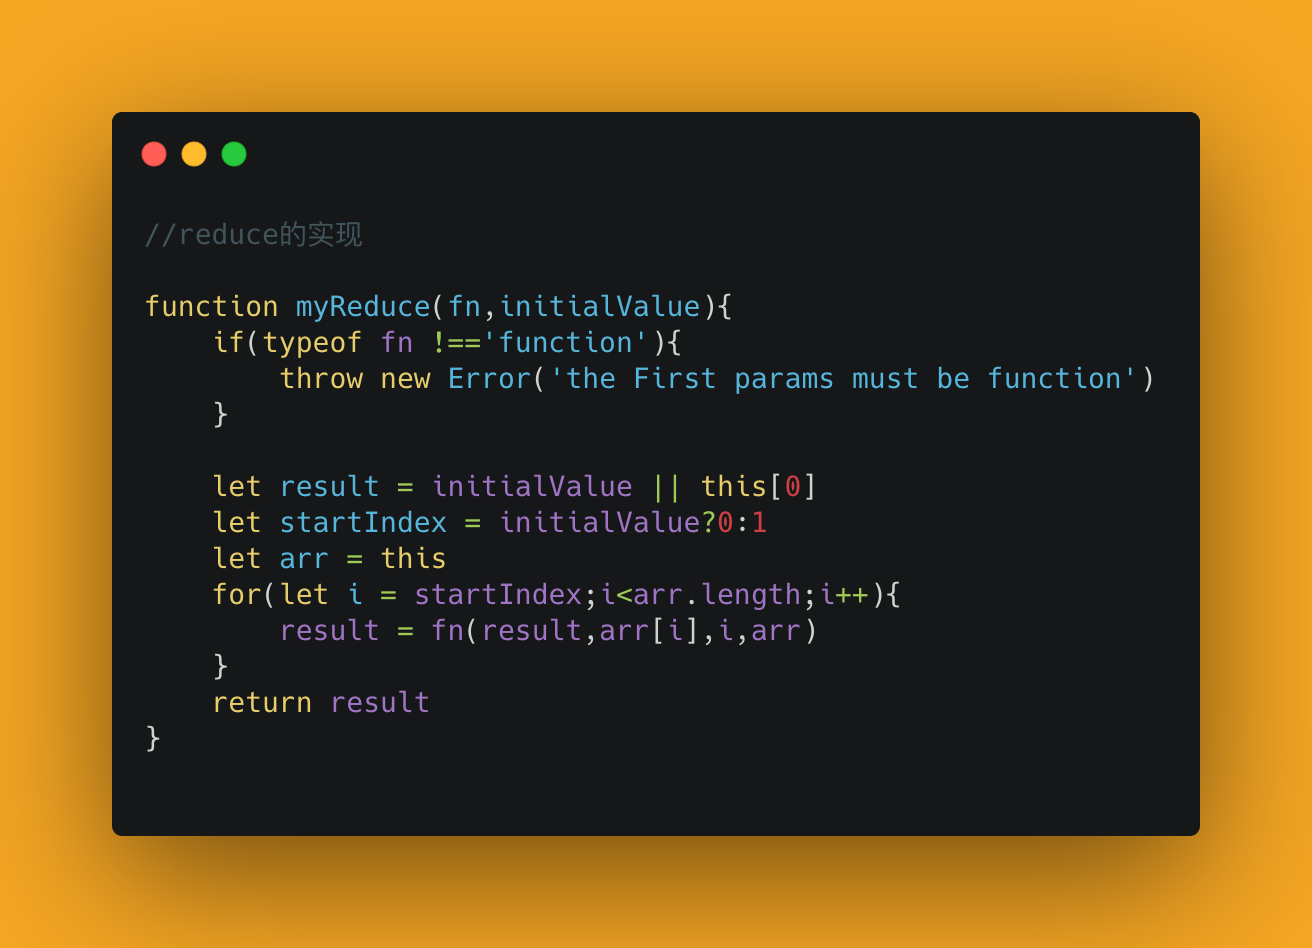 //reduce的实现
function myReduce(fn,initialValue){
if(typeof fn !=='function'){
throw new Error('the First params must be function')
}
let result = initialValue || this[0]
let startIndex = initialValue?0:1
let arr = this
for(let i = startIndex;i<arr.length;i++){
result = fn(result,arr[i],i,arr)
}
return result
}